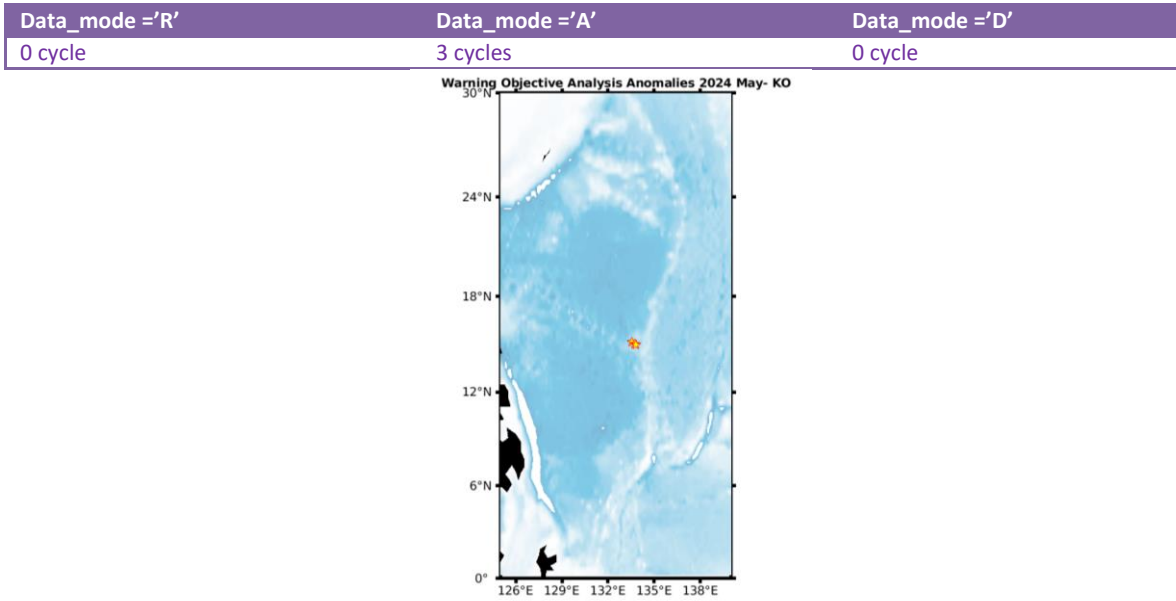 Data_mode =’R’ Data_mode =’A’ Data_mode =’D’
0 cycle 3 cycles 0 cycle
Warning Objective Analysis Anomalies 2024 May- KO
30°N
24°N
18°N
12°N
6°N
0°
126°E 129°E 132°E 135°E 138°E